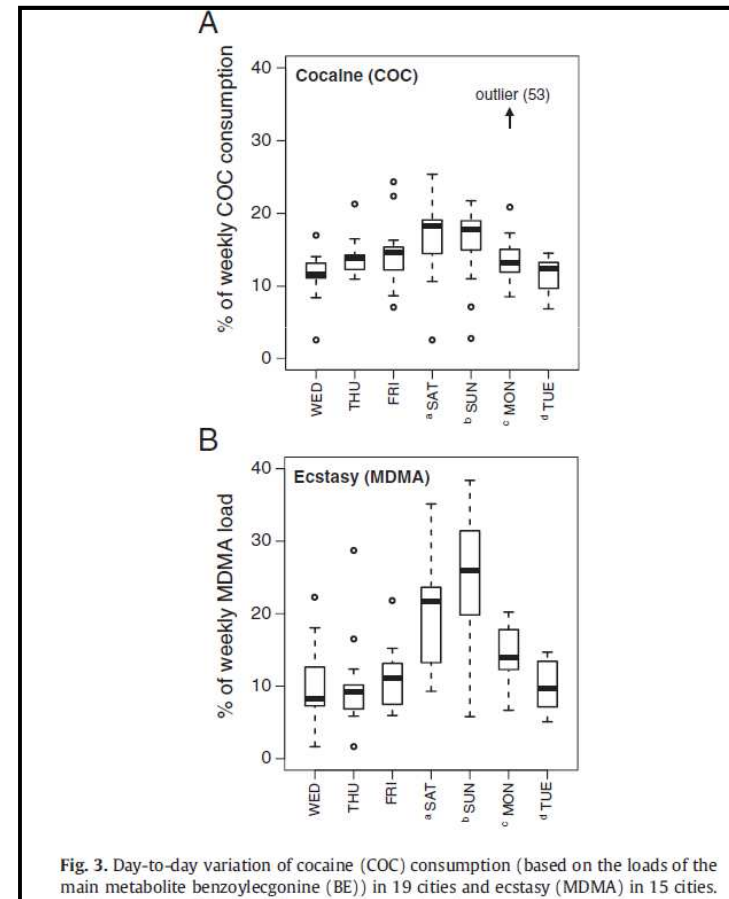 A
Cocaine (COC)
outlier (53)
% of weekly COC consumption
40
30
20
10
0
WED
THU
FRI
a SAT
b SUN
c MON
d TUE
B
Ecstasy (MDMA)
% of weekly MDMA load
40
30
20
10
0
WED
THU
FRI
a SAT
b SUN
c MON
d TUE
Fig. 3. Day-to-day variation of cocaine (COC) consumption (based on the loads of the
main metabolite benzoylecgonine (BE)) in 19 cities and ecstasy (MDMA) in 15 cities.